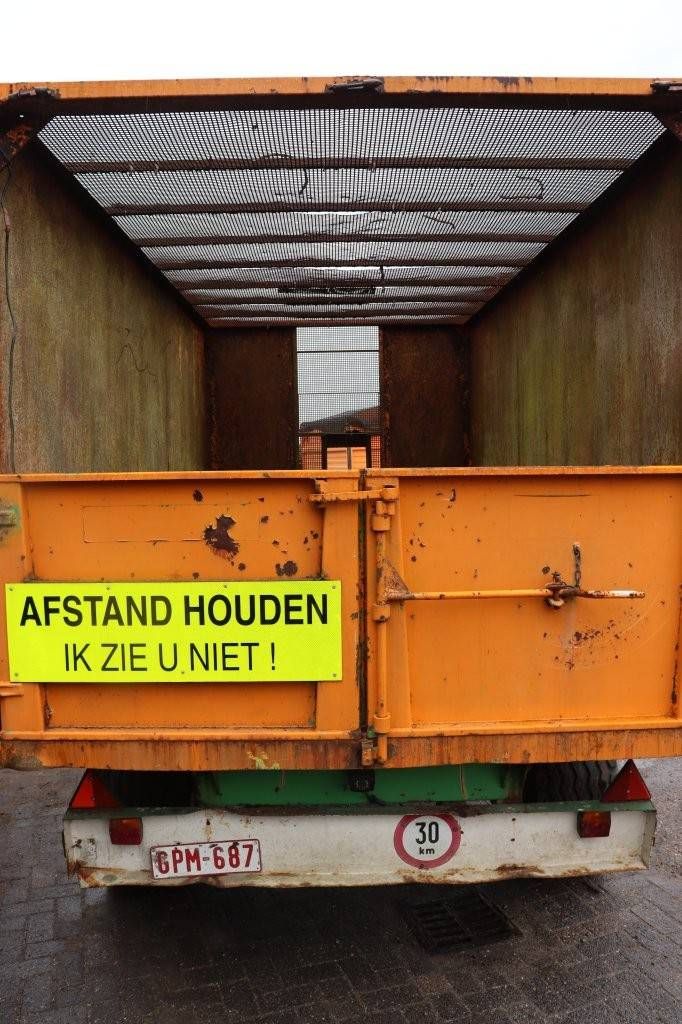 AFSTAND HOUDEN
IK ZIE U NIET !
GPM-687
30
km